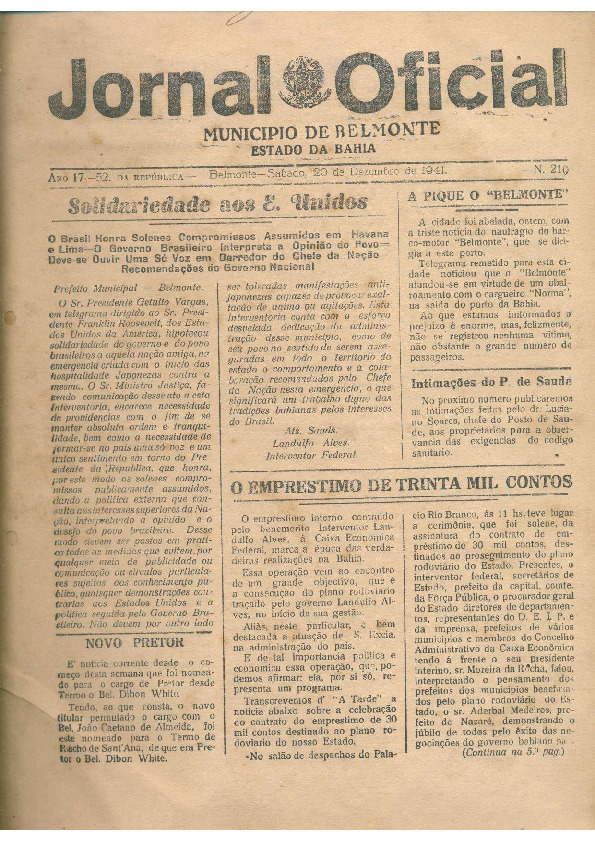 Jornal Oficial
MUNICIPIO DE BELMONTE
ESTADO DA BAHIA
ANO 17—52. DA REPÚBLICA— Belmonte—Sabado, 20 de Dezembro de 1941. N. 219
Solidariedade aos E. Unidos
O Brasil Honra Solenes Compromissos Assumidos em Havana
e Lima—O Governo Brasileiro Interpreta a Opinião do Povo—
Deve-se Ouvir Uma Só Voz em Derredor do Chefe da Nação
Recomendações do Governo Nacional
Prefeito Municipal — Belmonte.
O Sr. Presidente Getulio Vargas,
em telegrama dirigido ao Sr. Presi-
dente Franklin Roosevelt, dos Esta-
dos Unidos da América, hipotecou
solidariedade do governo e do povo
brasileiros a aquela nação amiga, na
emergencia criada com o inicio das
hospitalidade Japonezas contra a
mesma. O Sr. Ministro Justiça, fa-
zendo comunicação desse ato a esta
Interventoria, encarece necessidade
de providencias com o fim de se
manter absoluta ordem e tranqui-
lidade, bem como a necessidade de
formar-se no país uma só voz e um
unico sentimento em torno do Pre-
sidente da Republica, que honra,
por este modo os solenes compro-
missos publicamente assumidos,
dando a politica externa que con-
sulta aos interesses superiores da Na-
ção, interpretando a opinião e o
desejo do povo brasileiro. Desse
modo devem ser postas em prati-
ca todas as medidas que evitem, por
qualquer meio de publicidade ou
comunicação ou circulos particula-
res sujeitos aos conhecimento pu-
blico, quaisquer demonstrações con-
trarias aos Estados Unidos e a
politica seguida pelo Governo Bra-
sileiro. Não devem por outro lado
ser toleradas manifestações anti-
japonezas capazes de provocar exal-
tação de animo ou agitações. Esta
Interventoria conta com o esforço
desvelada dedicação da adminis-
tração desse municipio, como de
seu povo no sentido de serem asse-
guradas em todo o territorio do
estado o comportamento e a cola-
boração recomendados pelo Chefe
da Nação nessa emergencia, o que
significará um trabalho digno das
tradições bahianas pelos interesses
do Brasil.
Ats. Sauds.
Landulfo Alves.
Interventor Federal
NOVO PRETOR
E' noticia corrente desde o co-
meço desta semana que foi nomea-
do para o cargo de Pretor desde
Termo o Bel. Dibon White.
Tendo, ao que consta, o novo
titular permutado o cargo com o
Bel. João Caetano de Almeida, foi
este nomeado para o Termo de
Riacho de Sant'Ana, de que era Pre-
tor o Bel. Dibon White.
A PIQUE O "BELMONTE"
A cidade foi abalada, ontem, com
a triste noticia do naufragio do bar-
co-motor "Belmonte", que se diri-
gia a este porto.
Telegrama remetido para esta ci-
dade noticiou que o "Belmonte"
afundou-se em virtude de um abal-
roamento com o cargueiro "Norma",
na saida do porto da Bahia.
Ao que estamos informados o
prejuizo é enorme, mas, felizmente,
não se registrou nenhuma vitima,
não obstante o grande numero de
passageiros.
Intimações do P. de Saude
No proximo numero publicaremos
as intimações feitas pelo dr. Lucia-
no Soares, chefe do Posto de Sau-
de, aos proprietarios para a obser-
vancia das exigencias do codigo
sanitario.
O EMPRESTIMO DE TRINTA MIL CONTOS
O emprestimo interno contraído
pelo benemerito Interventor Lan-
dulfo Alves, á Caixa Economica
Federal, marca a época das verda-
deiras realizações na Bahia.
Essa operação vem ao encontro
de um grande objectivo, que é
a consecução do plano rodoviario
traçado pelo governo Landulfo Al-
ves, no inicio da sua gestão.
Aliás, neste particular, é bem
destacada a atuação de S. Excia.
na administração do pais.
E de tal importancia politica e
economica essa operação, que, po-
demos afirmar: ela, por si só, re-
presenta um programa.
Transcrevemos d' "A Tarde" a
noticia abaixo sobre a celebração
do contrato do emprestimo de 30
mil contos destinado ao plano ro-
doviario do nosso Estado.
«No salão de despachos do Pala-
cio Rio Branco, ás 11 hs. teve lugar
a cerimônia, que foi solene, da
assinatura do contrato de em-
préstimo de 30 mil contos, des-
tinados ao prosseguimento do plano
rodoviário do Estado. Presentes, o
interventor federal, secretários de
Estado, prefeito da capital, comte.
da Força Pública, o procurador geral
do Estado diretores de departamen-
tos, representantes do D. E. I. P. e
da imprensa, prefeitos de vários
municipios e membros do Conselho
Administrativo da Caixa Econômica
tendo á frente o seu presidente
interino, sr. Moreira da Rocha, falou,
interpretando o pensamento dos
prefeitos dos municipios beneficia-
dos pelo plano rodoviário do Es-
tado, o sr. Aderbal Medeiros, pre-
feito de Nazaré, demonstrando o
júbilo de todos pelo êxito das ne-
gociações do governo bahiano na
(Continua na 5.ª pag.)